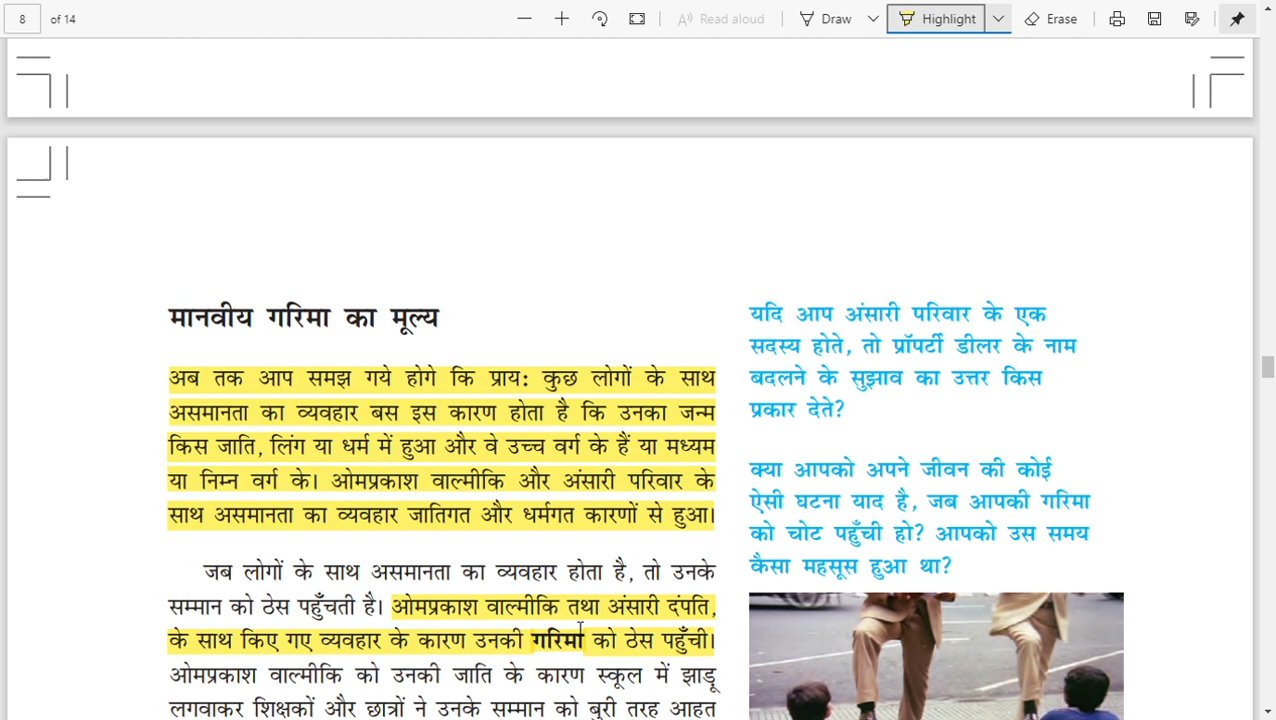 8 of 14
Read aloud
Draw
Highlight
Erase
मानवीय गरिमा का मूल्य
अब तक आप समझ गये होगे कि प्राय: कुछ लोगों के साथ
असमानता का व्यवहार बस इस कारण होता है कि उनका जन्म
किस जाति, लिंग या धर्म में हुआ और वे उच्च वर्ग के हैं या मध्यम
या निम्न वर्ग के। ओमप्रकाश वाल्मीकि और अंसारी परिवार के
साथ असमानता का व्यवहार जातिगत और धर्मगत कारणों से हुआ।
जब लोगों के साथ असमानता का व्यवहार होता है, तो उनके
सम्मान को ठेस पहुँचती है। ओमप्रकाश वाल्मीकि तथा अंसारी दंपति,
के साथ किए गए व्यवहार के कारण उनकी गरिमा को ठेस पहुँची।
ओमप्रकाश वाल्मीकि को उनकी जाति के कारण स्कूल में झाड़ू
लगवाकर शिक्षकों और छात्रों ने उनके सम्मान को बुरी तरह आहत
यदि आप अंसारी परिवार के एक
सदस्य होते, तो प्रॉपर्टी डीलर के नाम
बदलने के सुझाव का उत्तर किस
प्रकार देते?
क्या आपको अपने जीवन की कोई
ऐसी घटना याद है, जब आपकी गरिमा
को चोट पहुँची हो? आपको उस समय
कैसा महसूस हुआ था?